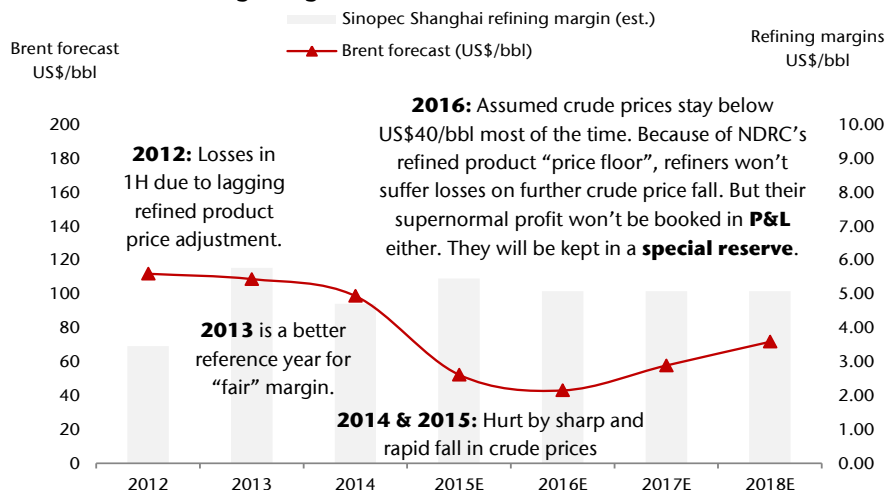 Sinopec Shanghai refining margin (est.)
Brent forecast (US$/bbl)
Brent forecast
US$/bbl
Refining margins
US$/bbl
200
180
160
140
120
100
80
60
40
20
0
10.00
9.00
8.00
7.00
6.00
5.00
4.00
3.00
2.00
1.00
0.00
2012: Losses in
1H due to lagging
refined product
price adjustment.
2016: Assumed crude prices stay below
US$40/bbl most of the time. Because of NDRC's
refined product “price floor”, refiners won't
suffer losses on further crude price fall. But their
supernormal profit won't be booked in P&L
either. They will be kept in a special reserve.
2013 is a better
reference year for
“fair” margin.
2014 & 2015: Hurt by sharp and
rapid fall in crude prices
2012
2013
2014
2015E
2016E
2017E
2018E